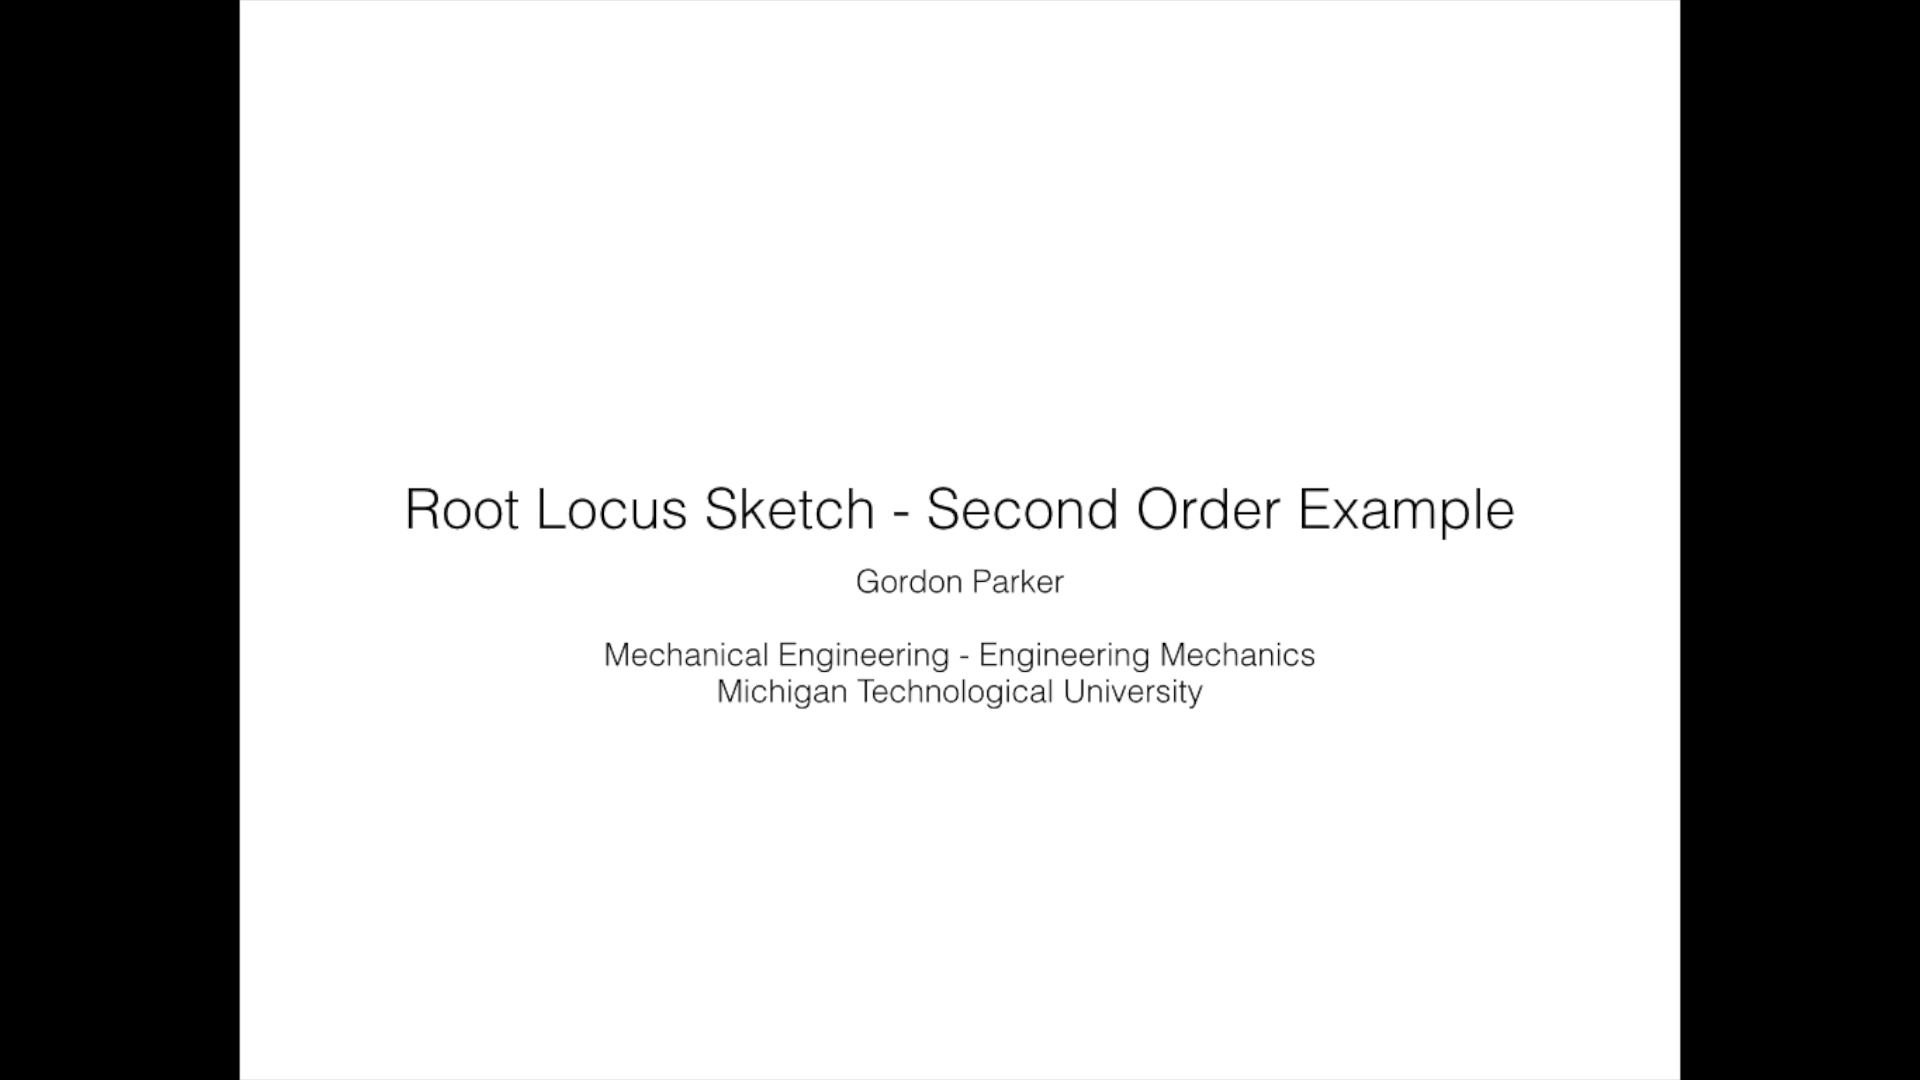 Root Locus Sketch - Second Order Example
Gordon Parker
Mechanical Engineering - Engineering Mechanics
Michigan Technological University